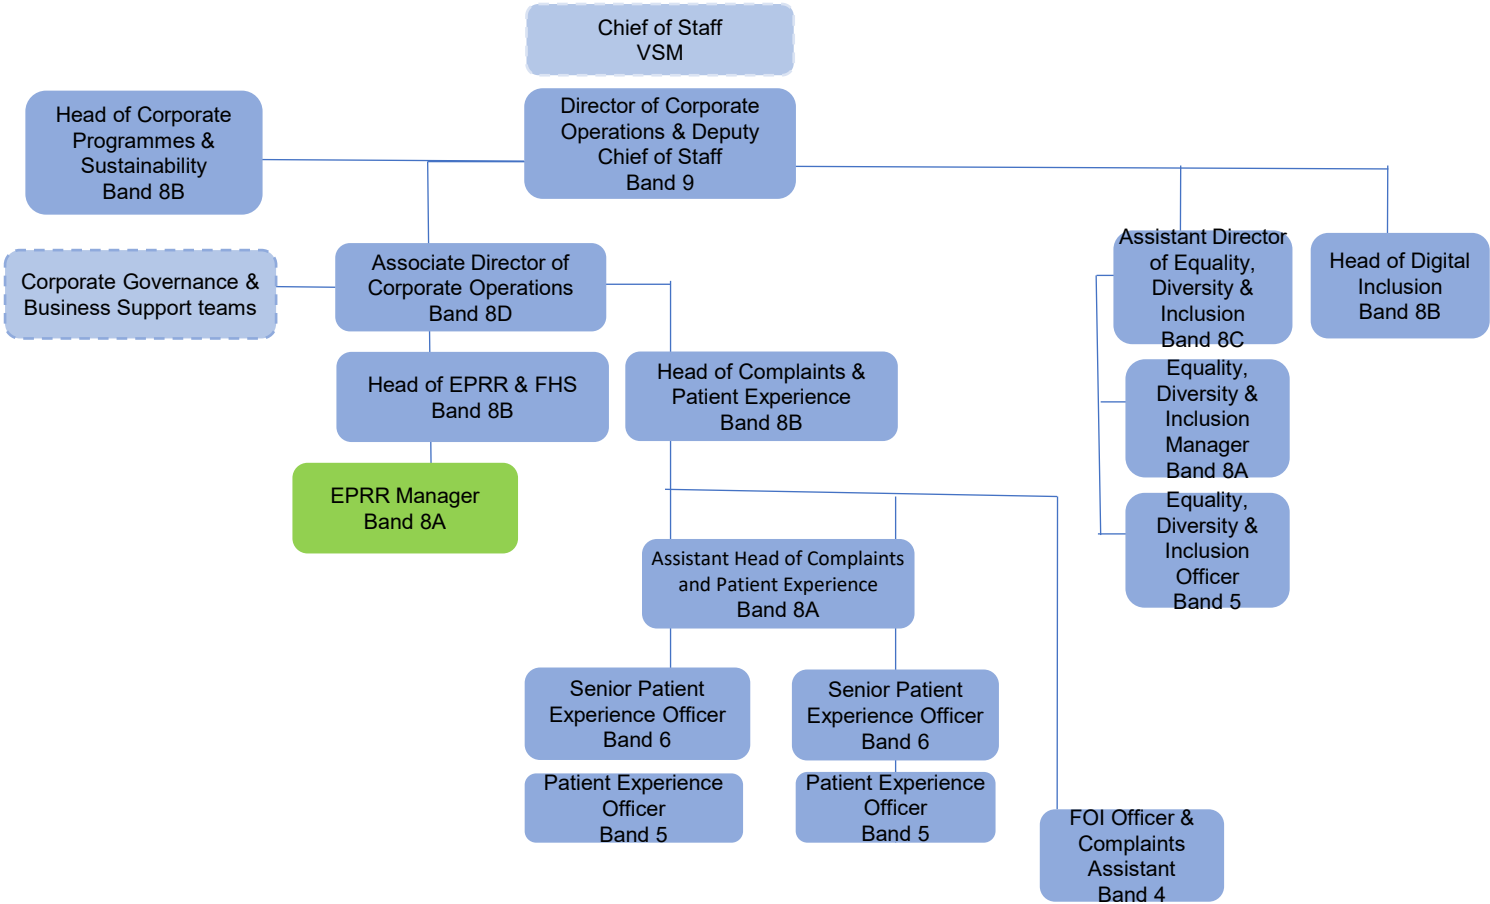 Chief of Staff
VSM
Head of Corporate
Programmes &
Sustainability
Band 8B
Director of Corporate
Operations & Deputy
Chief of Staff
Band 9
Corporate Governance &
Business Support teams
Associate Director of
Corporate Operations
Band 8D
Assistant Director
of Equality,
Diversity &
Inclusion
Band 8C
Head of Digital
Inclusion
Band 8B
Head of EPRR & FHS
Band 8B
Head of Complaints &
Patient Experience
Band 8B
Equality,
Diversity &
Inclusion
Manager
Band 8A
EPRR Manager
Band 8A
Equality,
Diversity &
Inclusion
Officer
Band 5
Assistant Head of Complaints
and Patient Experience
Band 8A
Senior Patient
Experience Officer
Band 6
Senior Patient
Experience Officer
Band 6
Patient Experience
Officer
Band 5
Patient Experience
Officer
Band 5
FOI Officer &
Complaints
Assistant
Band 4